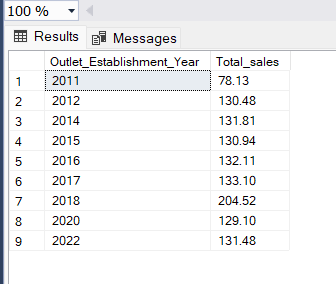 100 %
Results Messages
Outlet_Establishment_Year Total_sales
1 2011 78.13
2 2012 130.48
3 2014 131.81
4 2015 130.94
5 2016 132.11
6 2017 133.10
7 2018 204.52
8 2020 129.10
9 2022 131.48